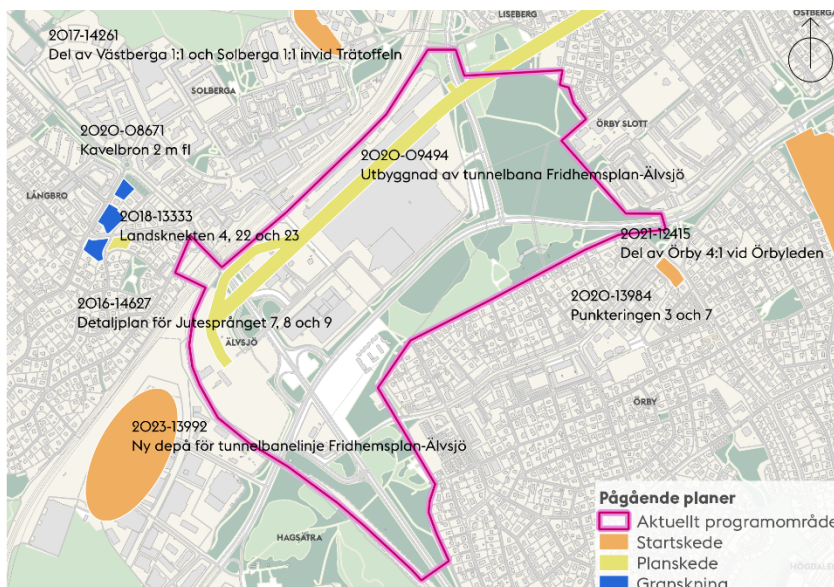 LISEBERG
ÖSTBERGA
2017-14261
Del av Västberga 1:1 och Solberga 1:1 invid Trätoffeln
SOLBERGA
ÖRBY SLOTT
2020-08671
Kavelbron 2 m fl
2020-09494
Utbyggnad av tunnelbana Fridhemsplan-Älvsjö
LÅNGBRO
2018-13333
Landsknekten 4, 22 och 23
2021-12415
Del av Örby 4:1 vid Örbyleden
2016-14627
Detaljplan för Jutesprånget 7, 8 och 9
2020-13984
Punkteringen 3 och 7
ÄLVSJÖ
ÖRBY
2023-13992
Ny depå för tunnelbanelinje Fridhemsplan-Älvsjö
HAGSÄTRA
Pågående planer
Aktuellt programområde
Startskede
Planskede
HÖGDALEN
Granskning